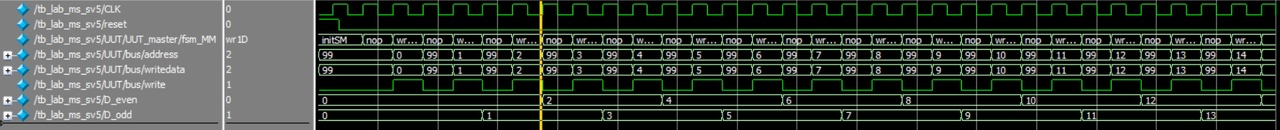 /tb_lab_ms_sv5/CLK 0
/tb_lab_ms_sv5/reset 0
/tb_lab_ms_sv5/UUT/UUT_master/fsm_MM wr1D initSM nop wr... nop w... nop wr... nop wr... nop wr... nop wr... nop wr... nop wr... nop wr... nop wr... nop wr... nop wr... nop wr... nop wr... nop wr...
/tb_lab_ms_sv5/UUT/bus/address 2 99 0 99 1 99 2 99 3 99 4 99 5 99 6 99 7 99 8 99 9 99 10 99 11 99 12 99 13 99 14
/tb_lab_ms_sv5/UUT/bus/writedata 2 99 0 99 1 99 2 99 3 99 4 99 5 99 6 99 7 99 8 99 9 99 10 99 11 99 12 99 13 99 14
/tb_lab_ms_sv5/UUT/bus/write 1
/tb_lab_ms_sv5/D_even 0 0 2 4 6 8 10 12
/tb_lab_ms_sv5/D_odd 1 0 1 3 5 7 9 11 13